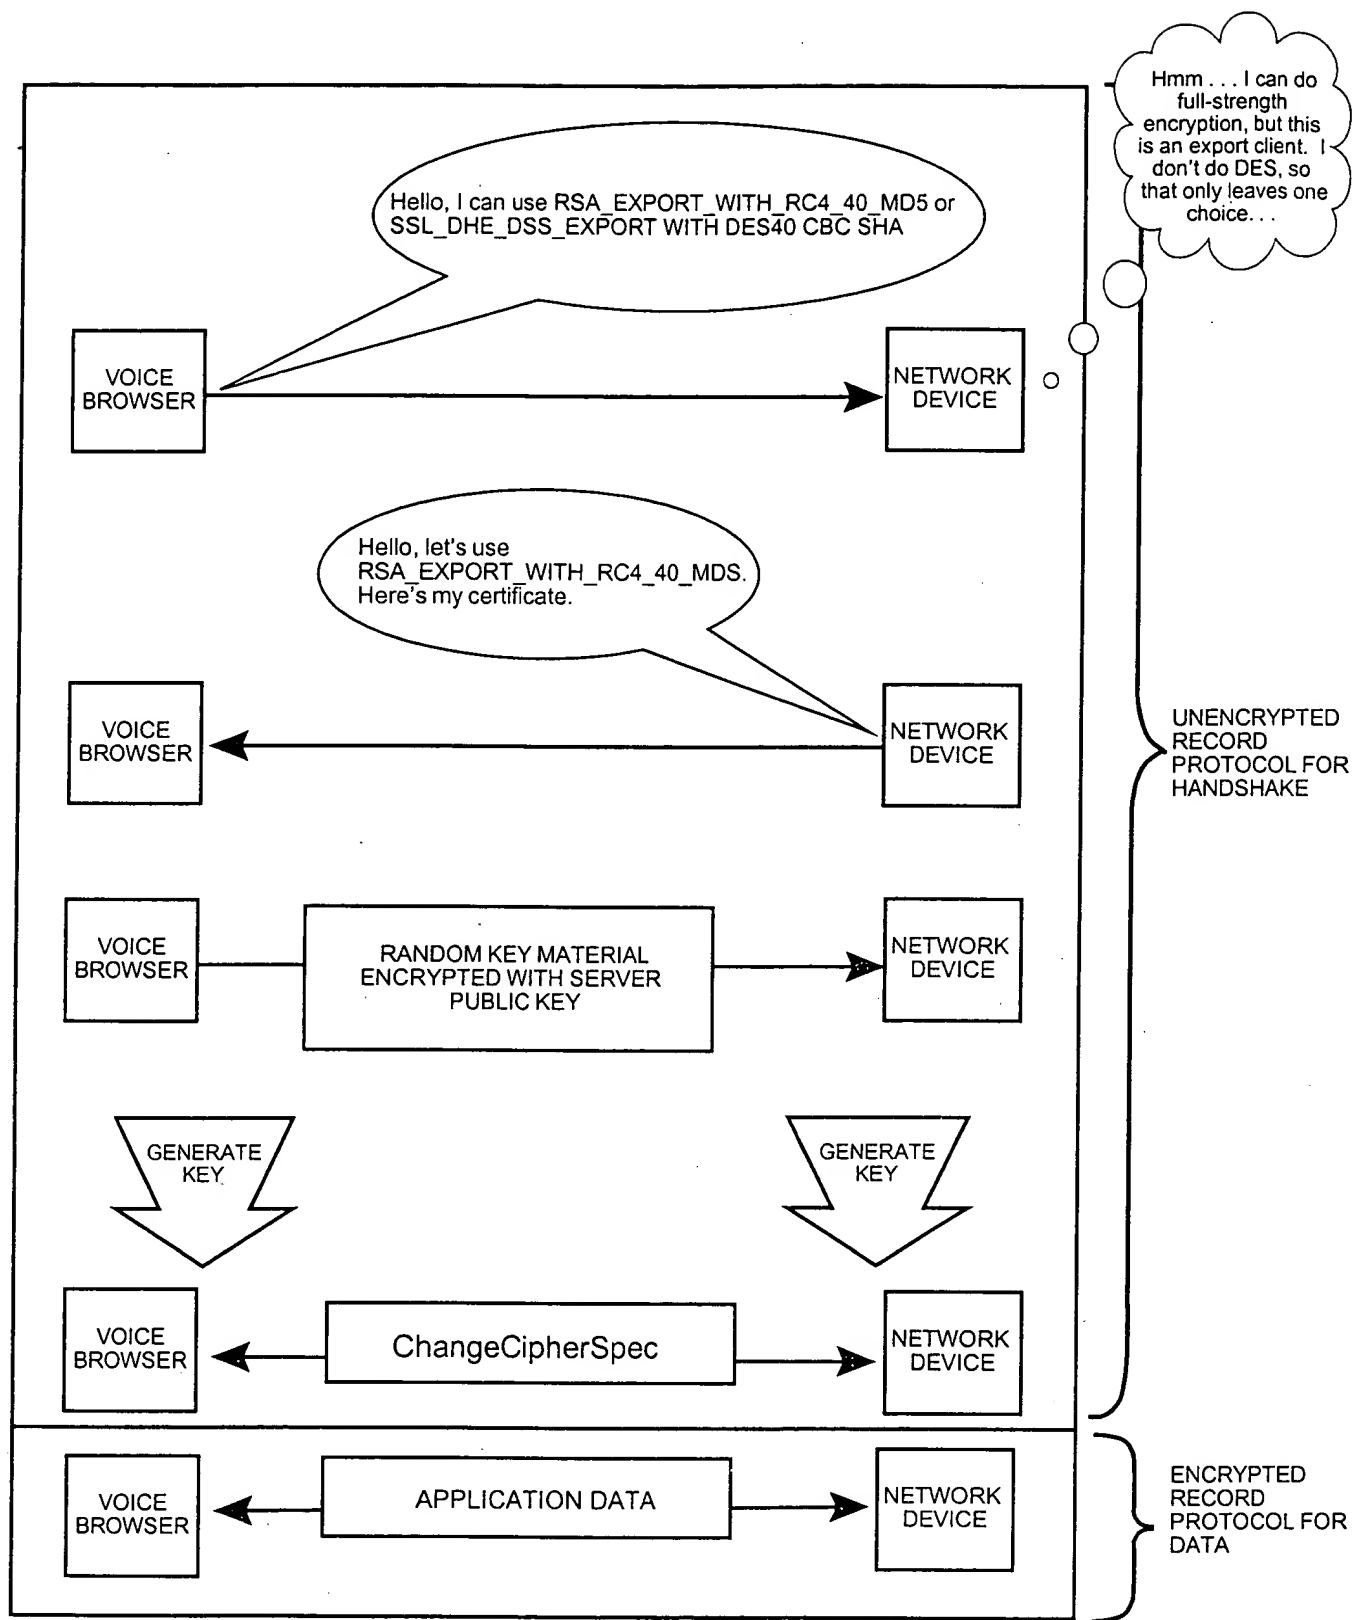 Hmm . . . I can do
full-strength
encryption, but this
is an export client. I
don't do DES, so
that only leaves one
choice. . .
Hello, I can use RSA_EXPORT_WITH_RC4_40_MD5 or
SSL_DHE_DSS_EXPORT WITH DES40 CBC SHA
VOICE
BROWSER
NETWORK
DEVICE
Hello, let's use
RSA_EXPORT_WITH_RC4_40_MDS.
Here's my certificate.
VOICE
BROWSER
NETWORK
DEVICE
UNENCRYPTED
RECORD
PROTOCOL FOR
HANDSHAKE
VOICE
BROWSER
RANDOM KEY MATERIAL
ENCRYPTED WITH SERVER
PUBLIC KEY
NETWORK
DEVICE
GENERATE
KEY
GENERATE
KEY
VOICE
BROWSER
ChangeCipherSpec
NETWORK
DEVICE
VOICE
BROWSER
APPLICATION DATA
NETWORK
DEVICE
ENCRYPTED
RECORD
PROTOCOL FOR
DATA